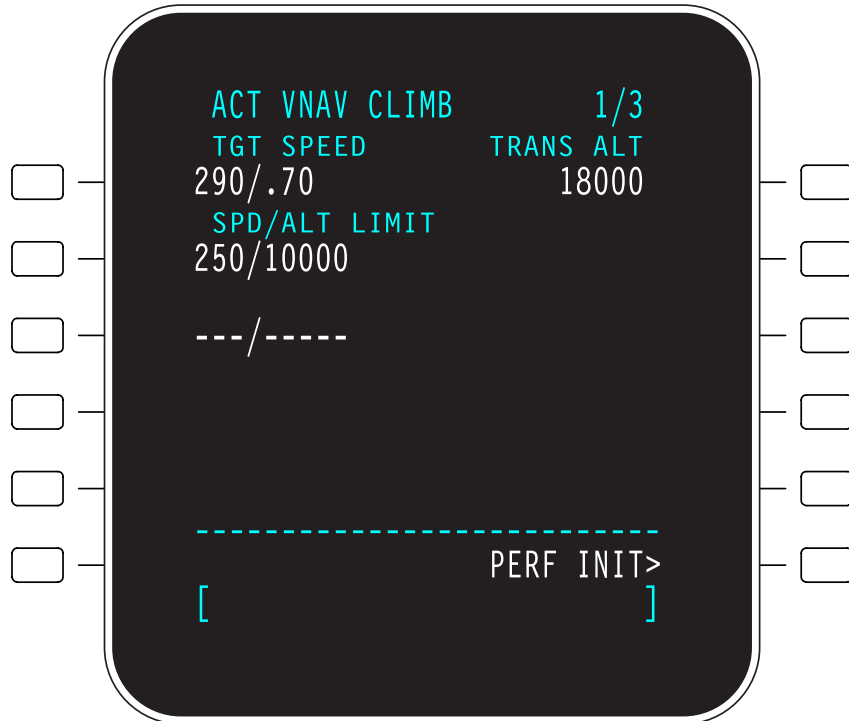 ACT VNAV CLIMB 1/3
TGT SPEED TRANS ALT
290/.70 18000
SPD/ALT LIMIT
250/10000
---/-----
---------------------------
PERF INIT>
[ ]